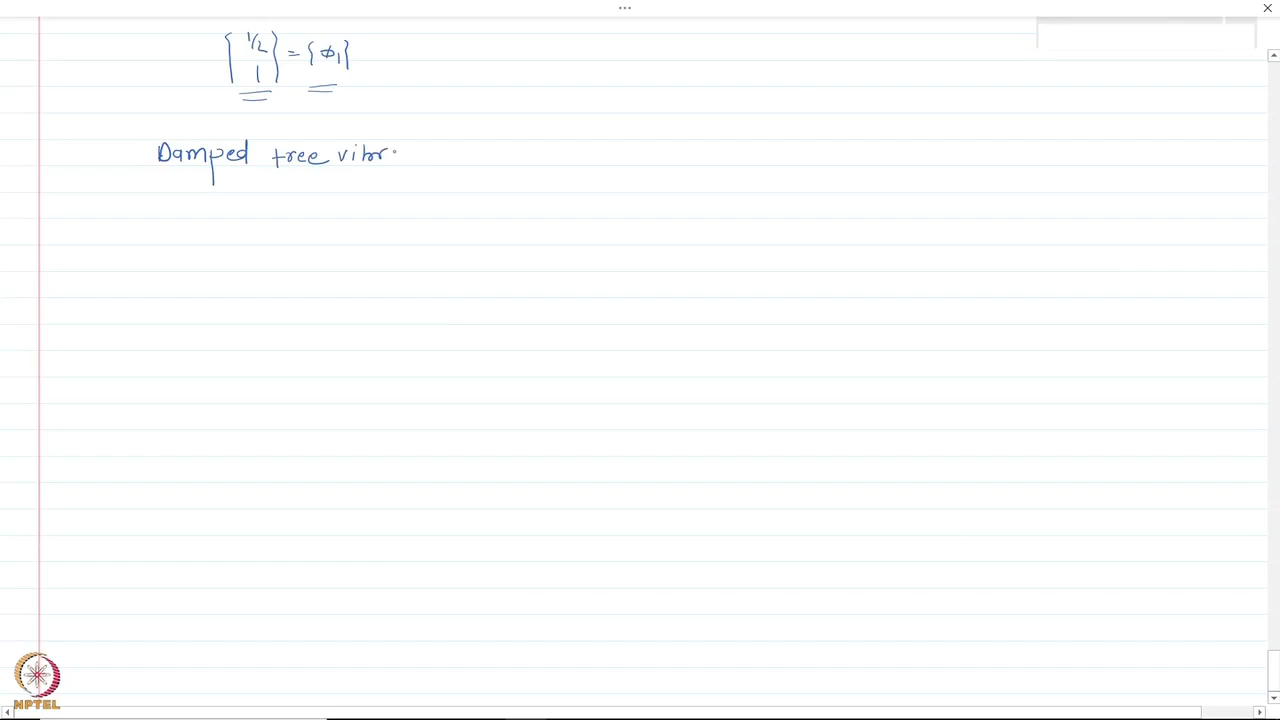 {1/2 1} = {φ₁}
Damped free vibr
NPTEL